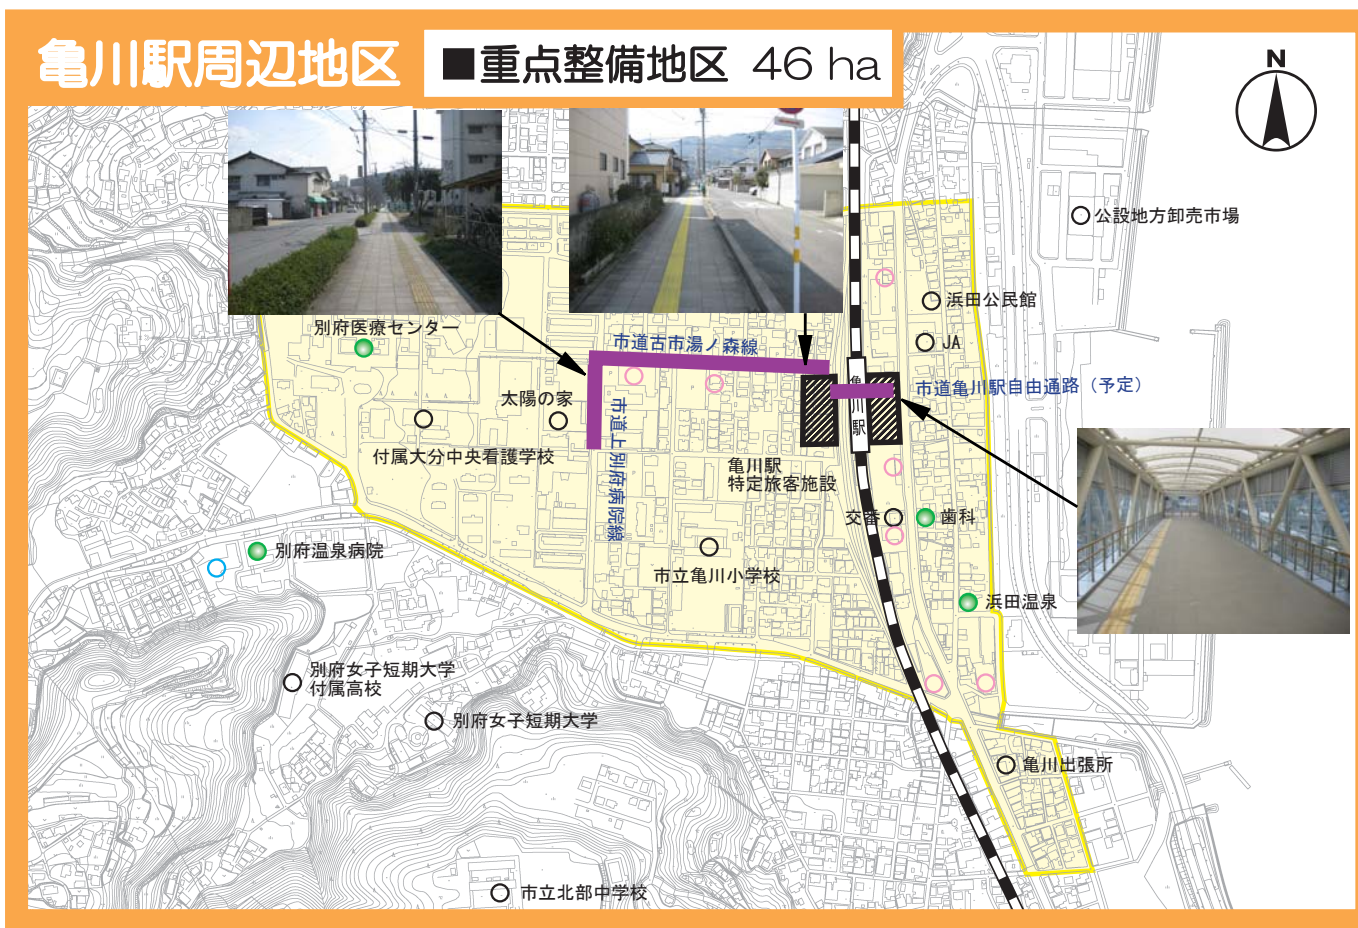 亀川駅周辺地区
■重点整備地区 46 ha
N
公設地方卸売市場
浜田公民館
別府医療センター
市道古市湯ノ森線
JA
市道亀川駅自由通路（予定）
太陽の家
亀川駅
市道上別府病院線
付属大分中央看護学校
亀川駅
特定旅客施設
交番
歯科
別府温泉病院
市立亀川小学校
浜田温泉
別府女子短期大学
付属高校
別府女子短期大学
亀川出張所
市立北部中学校